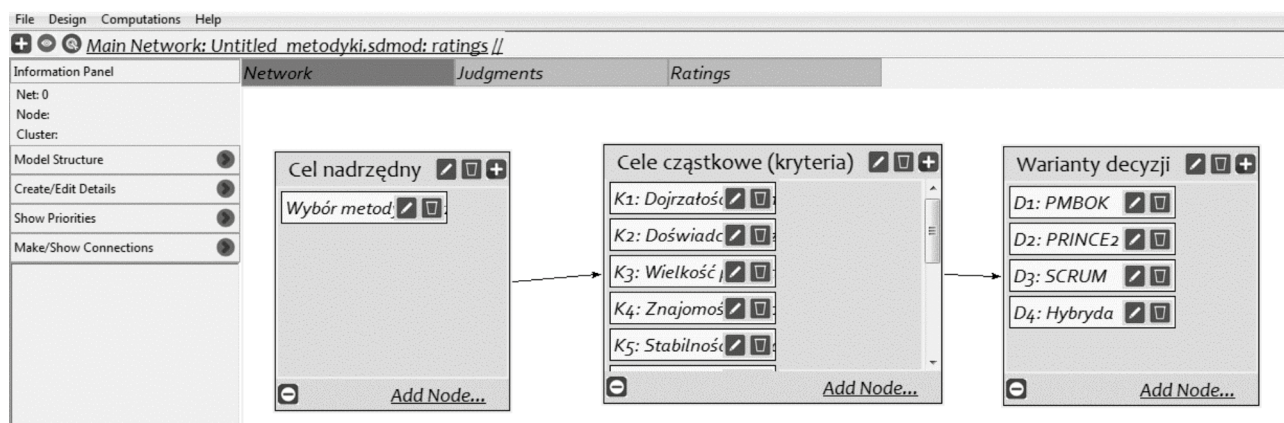 File Design Computations Help
Main Network: Untitled_metodyki.sdmod: ratings //
Information Panel
Network Judgments Ratings
Net: 0
Node:
Cluster:
Model Structure
Create/Edit Details
Show Priorities
Make/Show Connections
Cel nadrzędny
Wybór metod
Add Node...
Cele cząstkowe (kryteria)
K1: Dojrzałość
K2: Doświadc
K3: Wielkość
K4: Znajomoś
K5: Stabilnoś
Add Node...
Warianty decyzji
D1: PMBOK
D2: PRINCE2
D3: SCRUM
D4: Hybryda
Add Node...